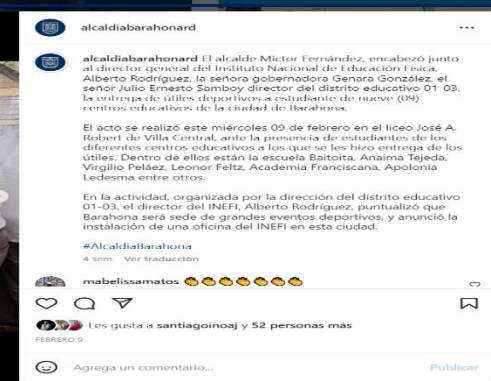 alcaldiabarahonard
alcaldiabarahonard El alcalde Mictor Fernández, encabezó junto
al director general del Instituto Nacional de Educación Física,
Alberto Rodríguez, la señora gobernadora Genara González, el
señor Julio Ernesto Samboy director del distrito educativo 01-03,
la entrega de útiles deportivos a estudiante de nueve (09)
centros educativos de la ciudad de Barahona.
El acto se realizó este miércoles 09 de febrero en el liceo José A.
Robert de Villa Central, ante la presencia de estudiantes de los
diferentes centros educativos a los que se les hizo entrega de los
útiles. Dentro de ellos están la escuela Baitoita, Anaima Tejeda,
Virgilio Peláez, Leonor Feltz, Academia Franciscana, Apolonia
Ledesma entre otros.
En la actividad, organizada por la dirección del distrito educativo
01-03, el director del INEFI, Alberto Rodríguez, puntualizó que
Barahona será sede de grandes eventos deportivos, y anunció la
instalación de una oficina del INEFI en esta ciudad.
#AlcaldiaBarahona
4 sem Ver traducción
mabelissamatos 👏👏👏👏👏👏👏
Les gusta a santiagoinoaj y 52 personas más
FEBRERO 9
Agrega un comentario...
Publicar